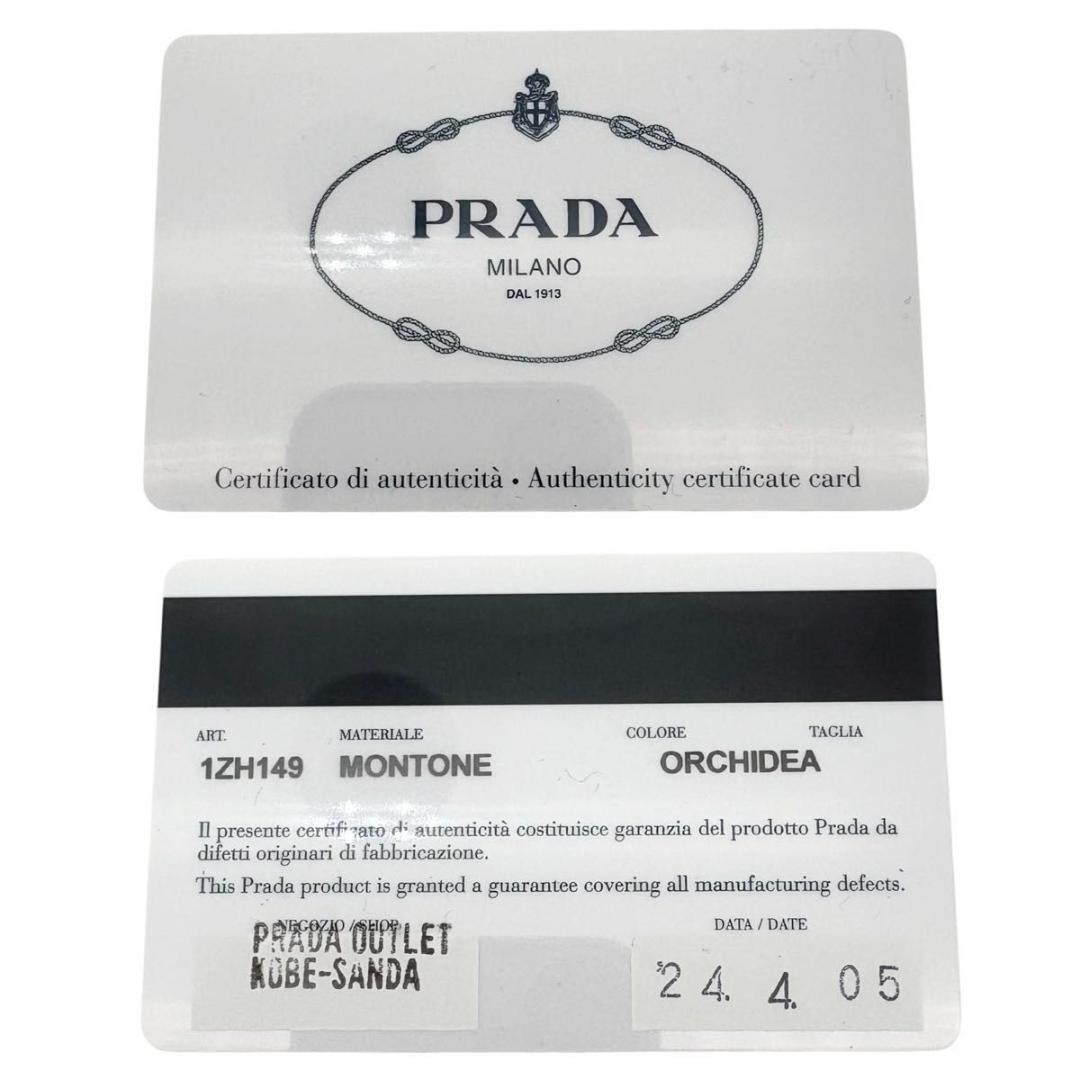 PRADA
MILANO
DAL 1913
Certificato di autenticità • Authenticity certificate card
ART. MATERIALE COLORE TAGLIA
1ZH149 MONTONE ORCHIDEA
Il presente certificato di autenticità costituisce garanzia del prodotto Prada da
difetti originari di fabbricazione.
This Prada product is granted a guarantee covering all manufacturing defects.
NEGOZIO / SHOP DATA / DATE
PRADA OUTLET
KOBE-SANDA
24. 4. 05